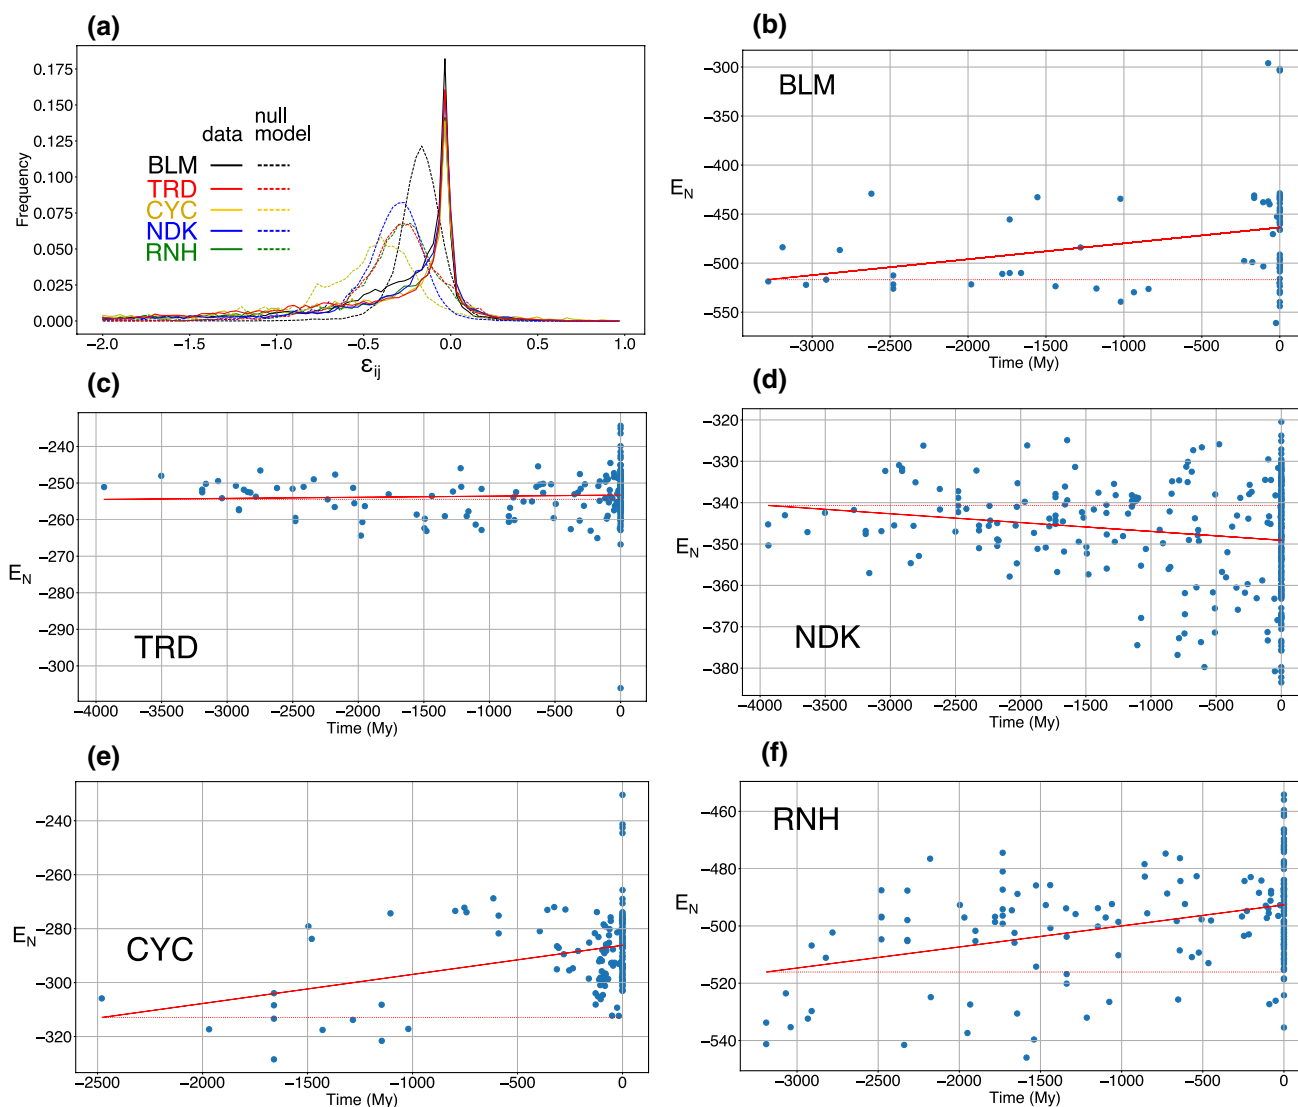 (a)
Frequency
0.175
0.150
0.125
0.100
0.075
0.050
0.025
0.000
data
null
model
BLM
TRD
CYC
NDK
RNH
−2.0
−1.5
−1.0
−0.5
0.0
0.5
1.0
ε_ij
(b)
BLM
E_N
−300
−350
−400
−450
−500
−550
−3000
−2500
−2000
−1500
−1000
−500
0
Time (My)
(c)
TRD
E_N
−240
−250
−260
−270
−280
−290
−300
−4000
−3500
−3000
−2500
−2000
−1500
−1000
−500
0
Time (My)
(d)
NDK
E_N
−320
−330
−340
−350
−360
−370
−380
−4000
−3500
−3000
−2500
−2000
−1500
−1000
−500
0
Time (My)
(e)
CYC
E_N
−240
−260
−280
−300
−320
−2500
−2000
−1500
−1000
−500
0
Time (My)
(f)
RNH
E_N
−460
−480
−500
−520
−540
−3000
−2500
−2000
−1500
−1000
−500
0
Time (My)